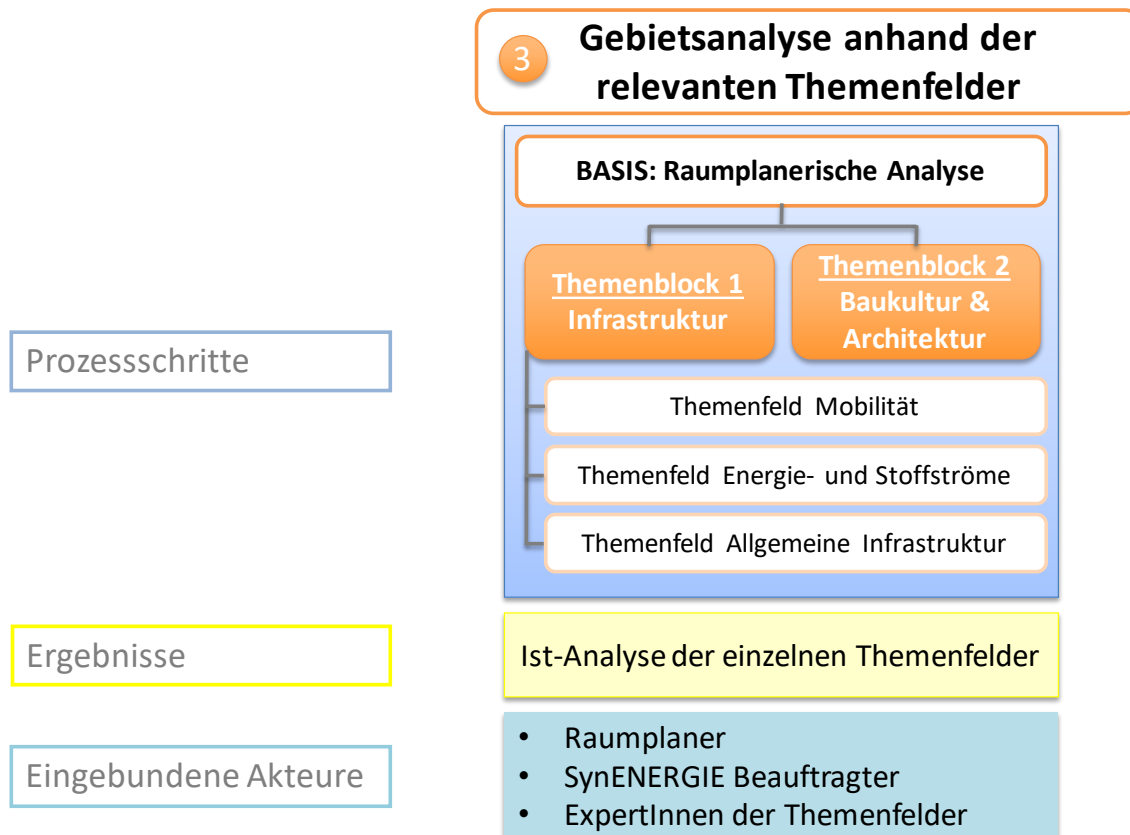 3
Gebietsanalyse anhand der
relevanten Themenfelder
BASIS: Raumplanerische Analyse
Themenblock 1
Infrastruktur
Themenblock 2
Baukultur &
Architektur
Prozessschritte
Themenfeld Mobilität
Themenfeld Energie- und Stoffströme
Themenfeld Allgemeine Infrastruktur
Ergebnisse
Ist-Analyse der einzelnen Themenfelder
Eingebundene Akteure
• Raumplaner
• SynENERGIE Beauftragter
• ExpertInnen der Themenfelder